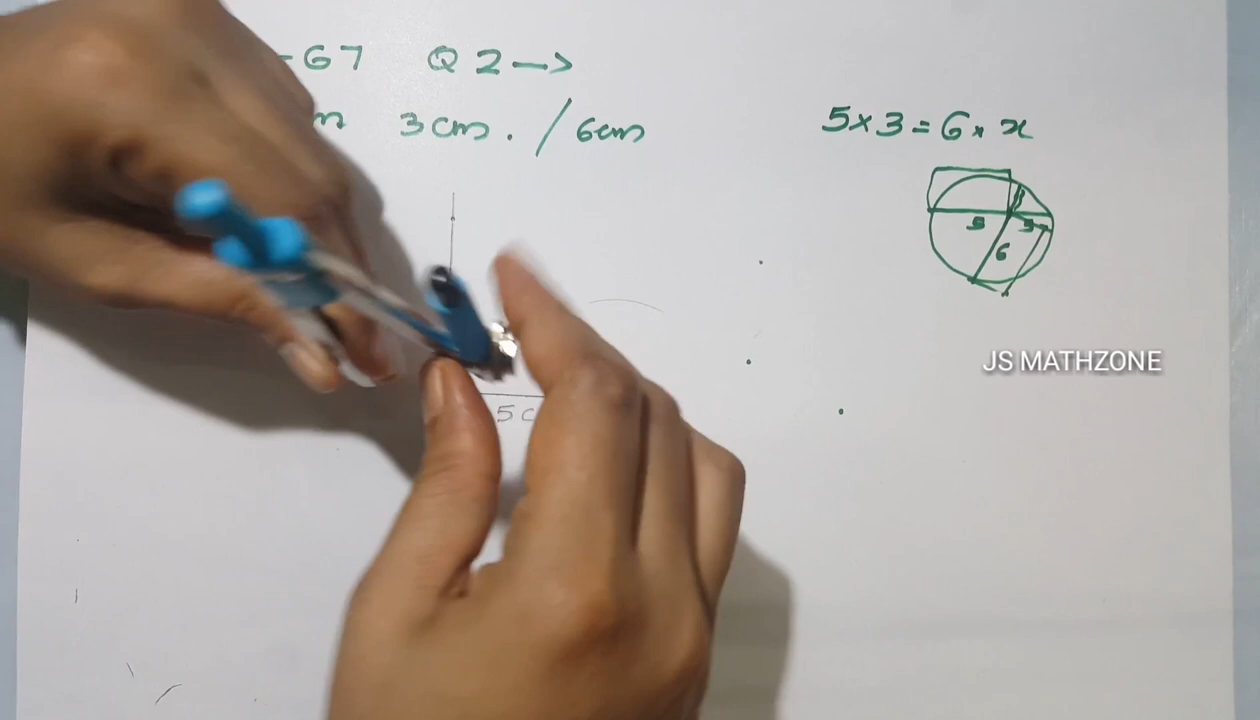 -67 Q2→
m 3cm. / 6cm
5×3=6×x
5 3
6
JS MATHZONE
5c